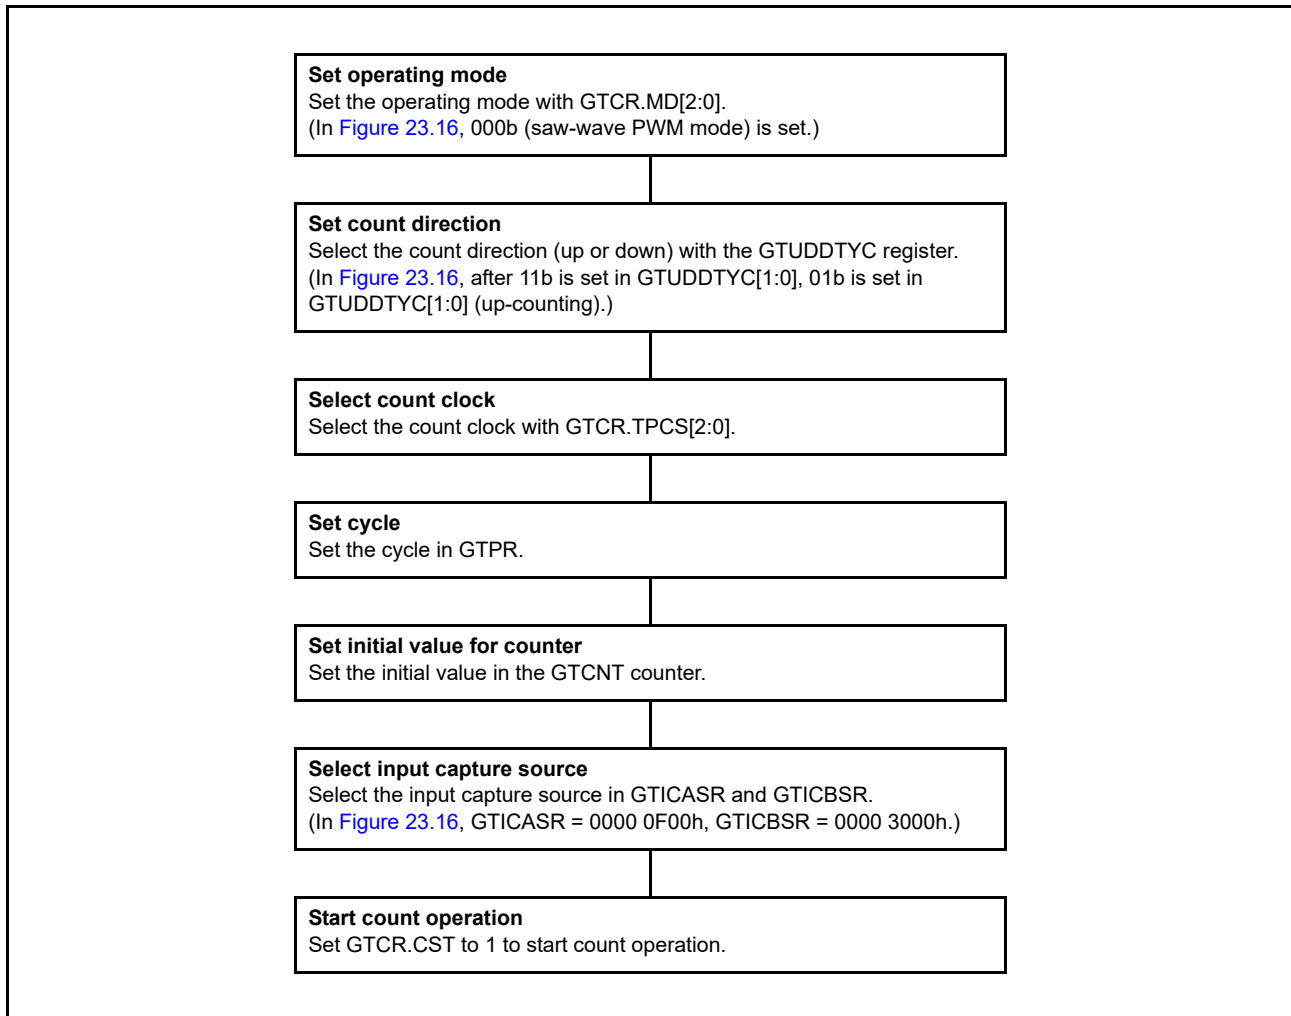 Set operating mode
Set the operating mode with GTCR.MD[2:0].
(In Figure 23.16, 000b (saw-wave PWM mode) is set.)
Set count direction
Select the count direction (up or down) with the GTUDDTYC register.
(In Figure 23.16, after 11b is set in GTUDDTYC[1:0], 01b is set in
GTUDDTYC[1:0] (up-counting).)
Select count clock
Select the count clock with GTCR.TPCS[2:0].
Set cycle
Set the cycle in GTPR.
Set initial value for counter
Set the initial value in the GTCNT counter.
Select input capture source
Select the input capture source in GTICASR and GTICBSR.
(In Figure 23.16, GTICASR = 0000 0F00h, GTICBSR = 0000 3000h.)
Start count operation
Set GTCR.CST to 1 to start count operation.